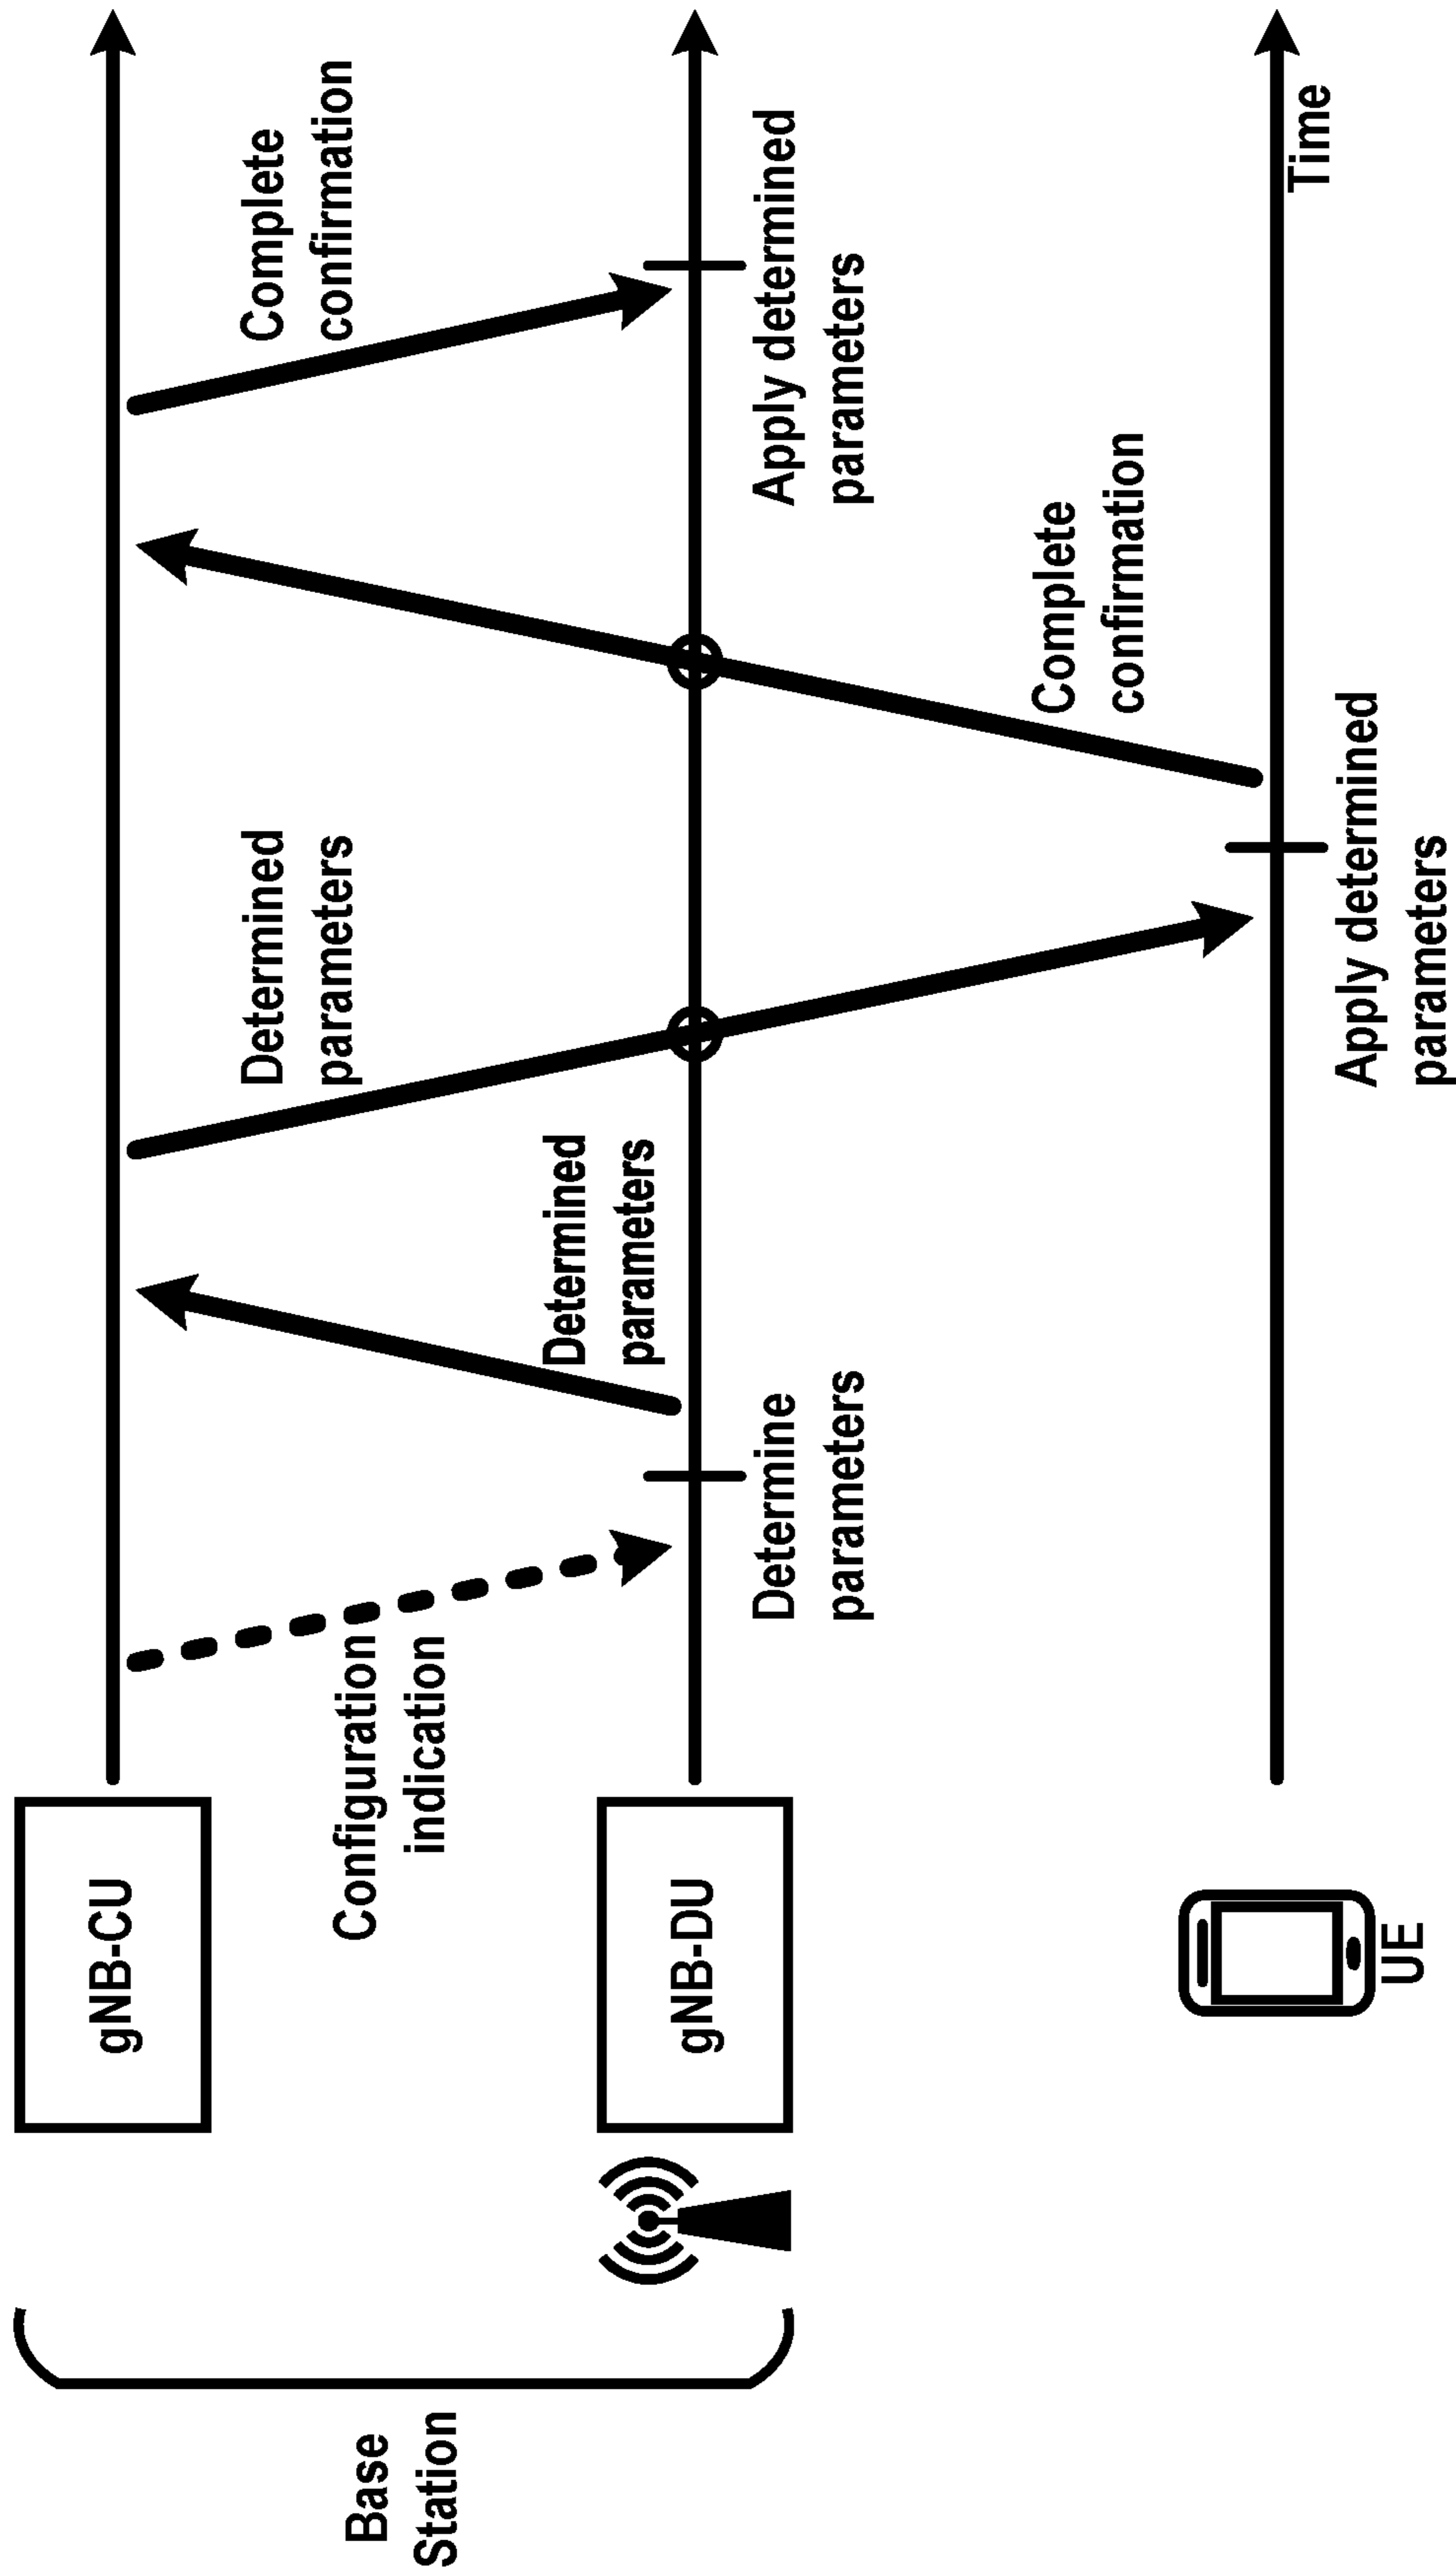 Base
Station
gNB-CU
gNB-DU
UE
Configuration
indication
Determine
parameters
Determined
parameters
Determined
parameters
Apply determined
parameters
Complete
confirmation
Complete
confirmation
Apply determined
parameters
Time